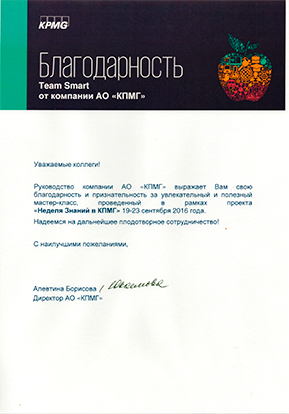 KPMG
Благодарность
Team Smart
от компании АО «КПМГ»
Уважаемые коллеги!
Руководство компании АО «КПМГ» выражает Вам свою
благодарность и признательность за увлекательный и полезный
мастер-класс, проведенный в рамках проекта
«Неделя Знаний в КПМГ» 19-23 сентября 2016 года.
Надеемся на дальнейшее плодотворное сотрудничество!
С наилучшими пожеланиями,
Алевтина Борисова /
Директор АО «КПМГ»